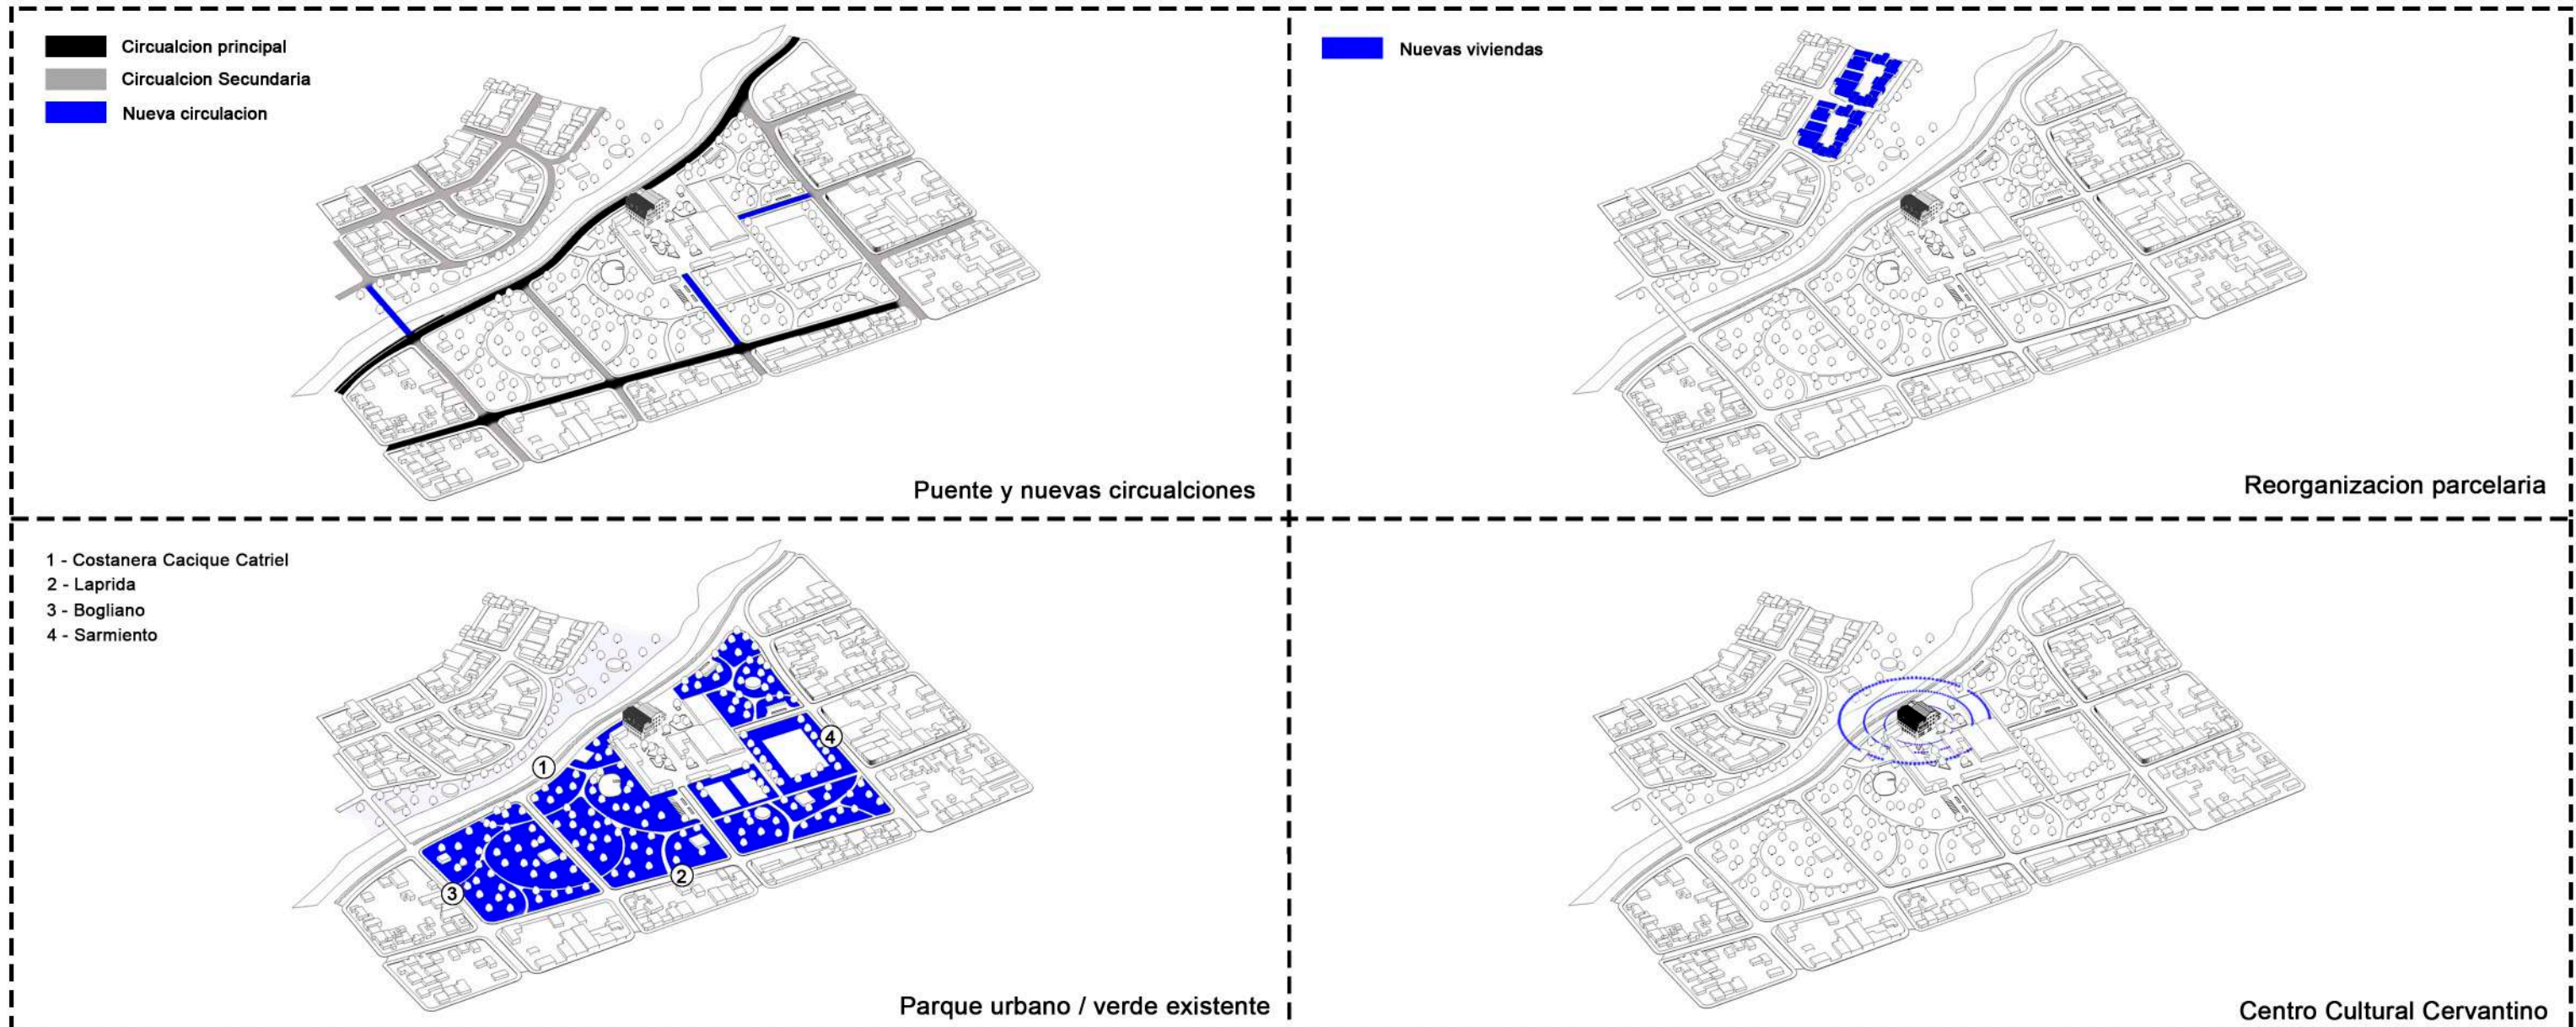 Circualcion principal
Circualcion Secundaria
Nueva circulacion
Puente y nuevas circualciones
Nuevas viviendas
Reorganizacion parcelaria
1 - Costanera Cacique Catriel
2 - Laprida
3 - Bogliano
4 - Sarmiento
1
2
3
4
Parque urbano / verde existente
Centro Cultural Cervantino